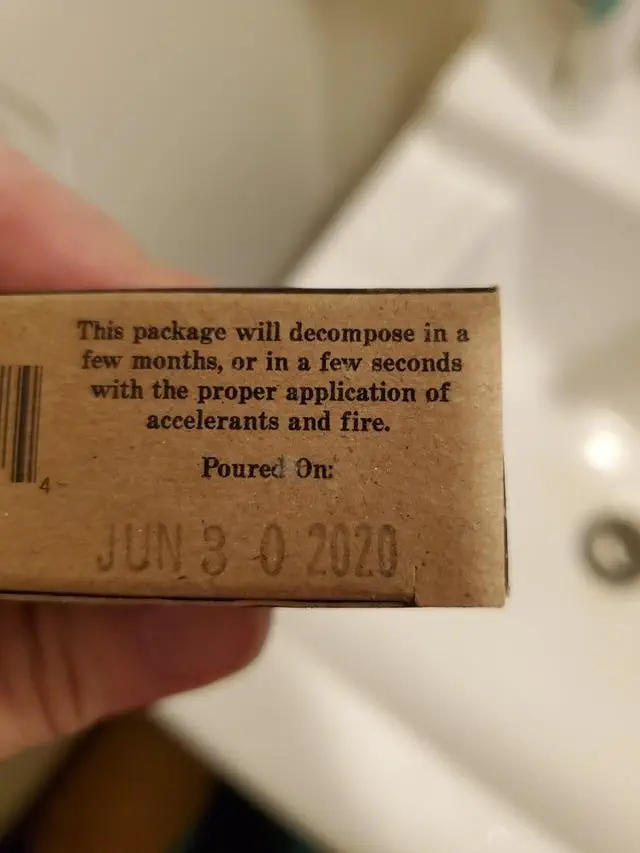 This package will decompose in a
few months, or in a few seconds
with the proper application of
accelerants and fire.
Poured On:
4
JUN 3 0 2020